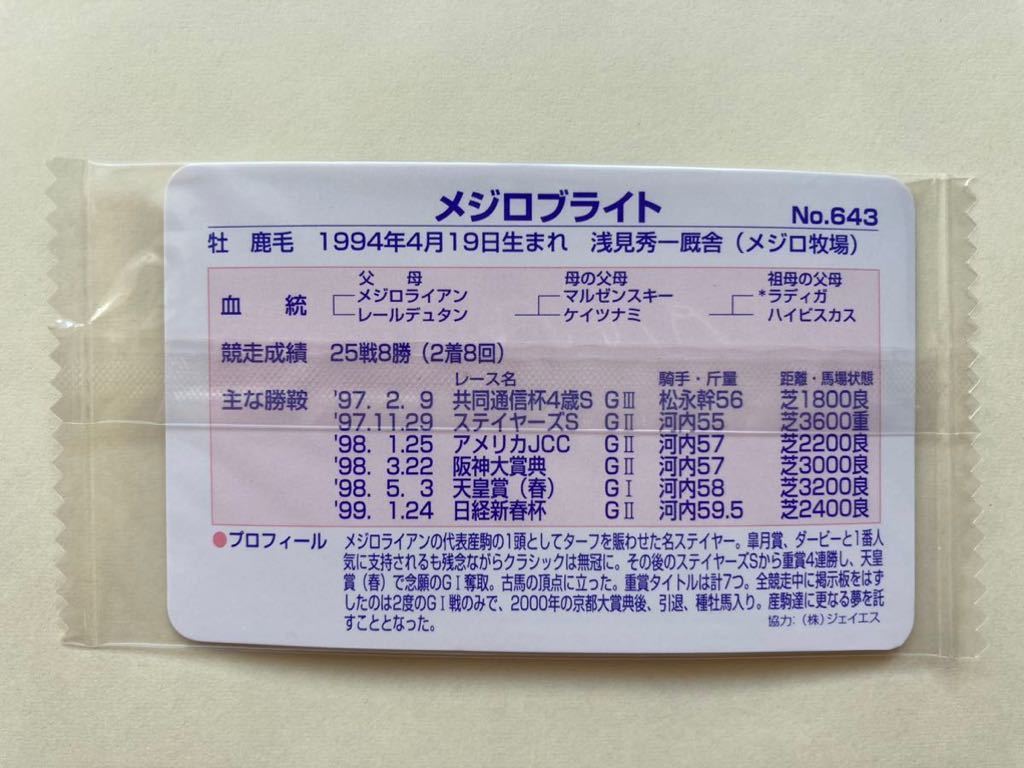 メジロブライト No.643
牡 鹿毛 1994年4月19日生まれ 浅見秀一厩舎（メジロ牧場）
父 母 母の父母 祖母の父母
血統 メジロライアン マルゼンスキー *ラディガ
レールデュタン ケイツナミ ハイビスカス
競走成績 25戦8勝（2着8回）
レース名 騎手・斤量 距離・馬場状態
主な勝鞍 '97. 2. 9 共同通信杯4歳S GⅢ 松永幹56 芝1800良
'97.11.29 ステイヤーズS GⅡ 河内55 芝3600重
'98. 1.25 アメリカJCC GⅡ 河内57 芝2200良
'98. 3.22 阪神大賞典 GⅡ 河内57 芝3000良
'98. 5. 3 天皇賞（春） GⅠ 河内58 芝3200良
'99. 1.24 日経新春杯 GⅡ 河内59.5 芝2400良
●プロフィール メジロライアンの代表産駒の1頭としてターフを賑わせた名ステイヤー。皐月賞、ダービーと1番人
気に支持されるも残念ながらクラシックは無冠に。その後のステイヤーズSから重賞4連勝し、天皇
賞（春）で念願のGⅠ奪取。古馬の頂点に立った。重賞タイトルは計7つ。全競走中に掲示板をはず
したのは2度のGⅠ戦のみで、2000年の京都大賞典後、引退、種牡馬入り。産駒達に更なる夢を託
すこととなった。 協力：（株）ジェイエス